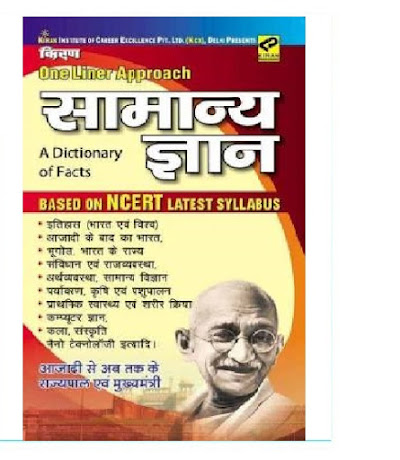 KIRAN INSTITUTE OF CAREER EXCELLENCE PVT. LTD. (KICX), DELHI PRESENTS
किरण
One Liner Approach
सामान्य
A Dictionary
of Facts
ज्ञान
BASED ON NCERT LATEST SYLLABUS
• इतिहास (भारत एवं विश्व)
• आजादी के बाद का भारत,
• भूगोल, भारत के राज्य
• संविधान एवं राजव्यवस्था,
• अर्थव्यवस्था, सामान्य विज्ञान
• पर्यावरण, कृषि एवं पशुपालन
• प्राथमिक स्वास्थ्य एवं शरीर क्रिया
• कम्प्यूटर ज्ञान,
• कला, संस्कृति
नैनो टेक्नोलॉजी इत्यादि।
आज़ादी से अब तक के
राज्यपाल एवं मुख्यमंत्री